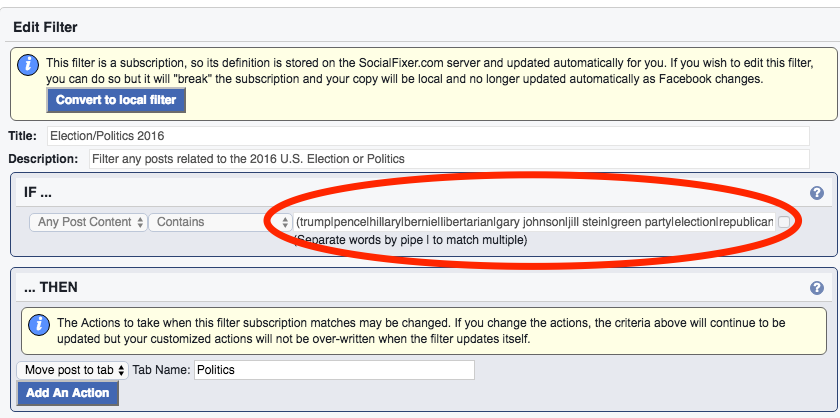 Edit Filter
This filter is a subscription, so its definition is stored on the SocialFixer.com server and updated automatically for you. If you wish to edit this filter,
you can do so but it will "break" the subscription and your copy will be local and no longer updated automatically as Facebook changes.
Convert to local filter
Title: Election/Politics 2016
Description: Filter any posts related to the 2016 U.S. Election or Politics
IF ...
Any Post Content Contains (trump|pence|hillary|bernie|libertarian|gary johnson|jill stein|green party|election|republican
(Separate words by pipe | to match multiple)
... THEN
The Actions to take when this filter subscription matches may be changed. If you change the actions, the criteria above will continue to be
updated but your customized actions will not be over-written when the filter updates itself.
Move post to tab Tab Name: Politics
Add An Action